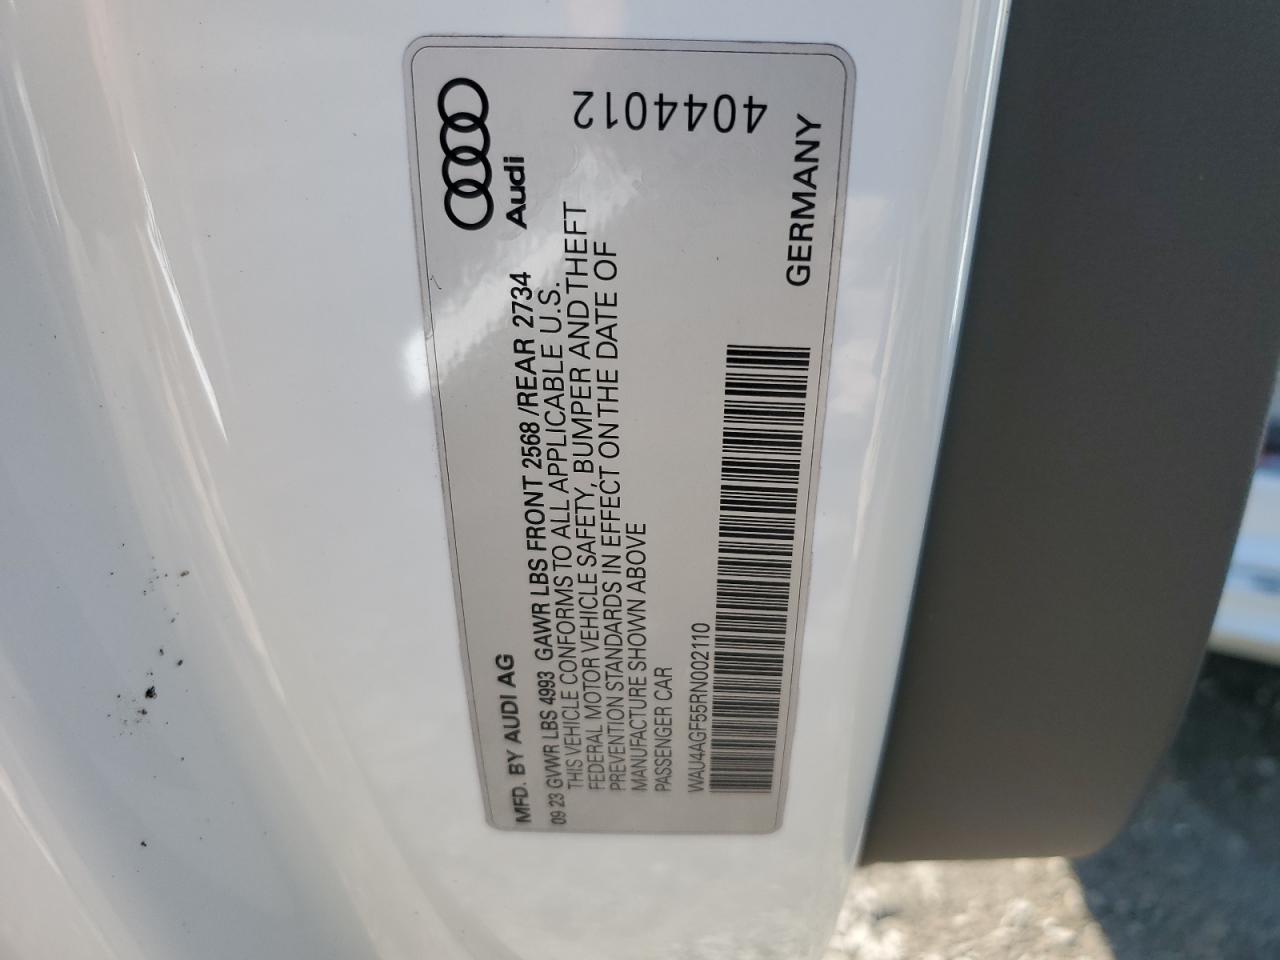 Audi
4044012
MFD. BY AUDI AG
09 23 GVWR LBS 4993 GAWR LBS FRONT 2568 /REAR 2734
THIS VEHICLE CONFORMS TO ALL APPLICABLE U.S.
FEDERAL MOTOR VEHICLE SAFETY, BUMPER AND THEFT
PREVENTION STANDARDS IN EFFECT ON THE DATE OF
MANUFACTURE SHOWN ABOVE
PASSENGER CAR
WAU4AGF55RN002110
GERMANY